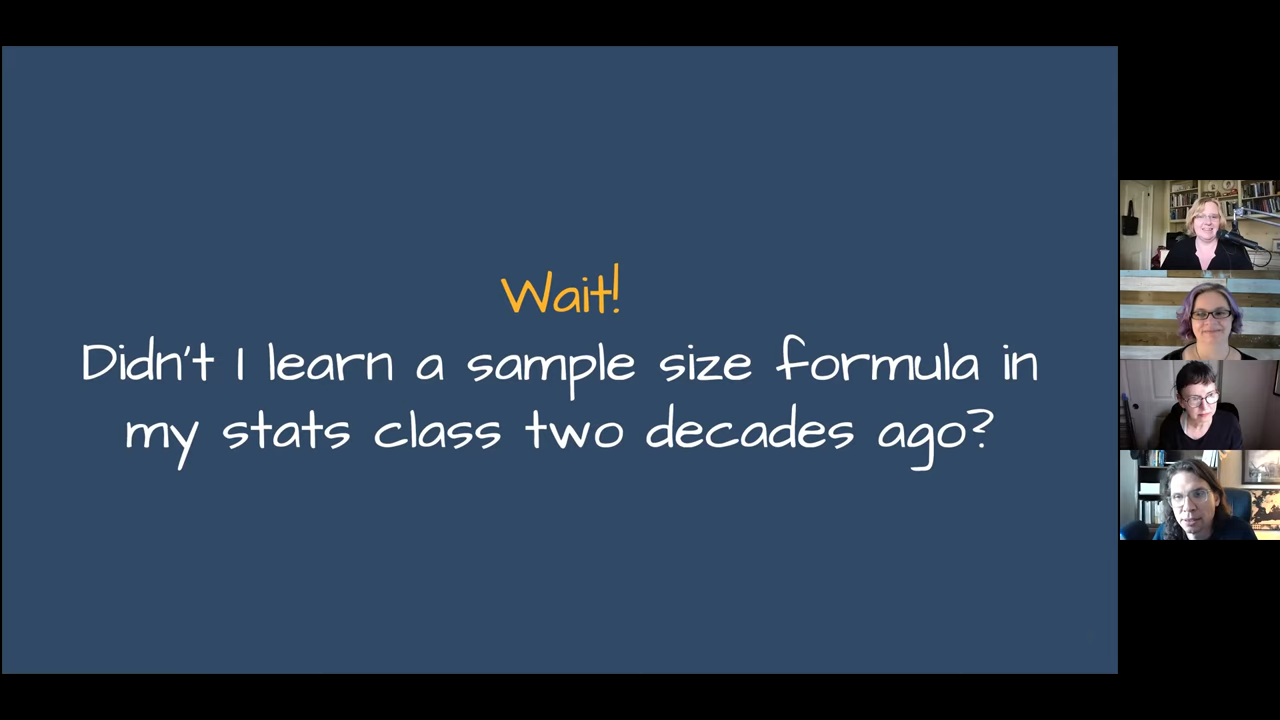 Wait!
Didn't I learn a sample size formula in
my stats class two decades ago?